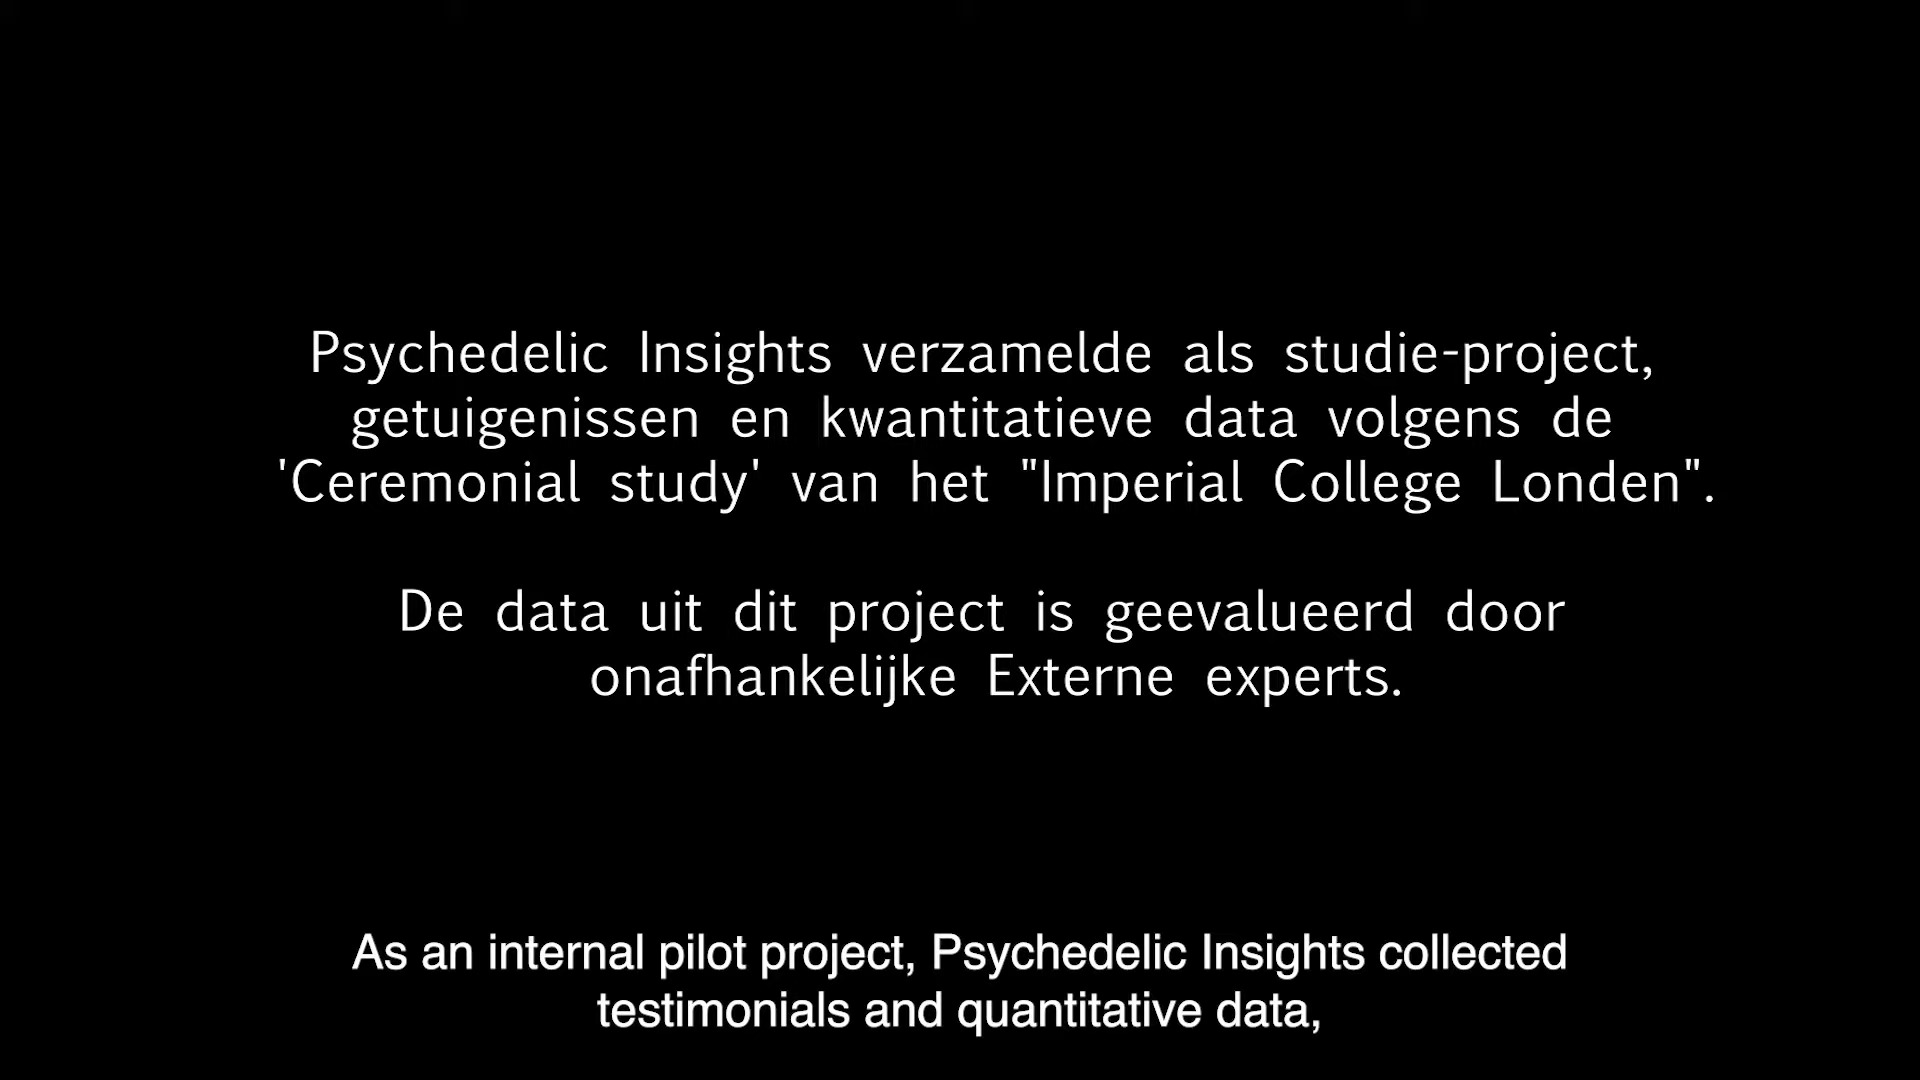 Psychedelic Insights verzamelde als studie-project,
getuigenissen en kwantitatieve data volgens de
'Ceremonial study' van het "Imperial College Londen".
De data uit dit project is geevalueerd door
onafhankelijke Externe experts.
As an internal pilot project, Psychedelic Insights collected
testimonials and quantitative data,